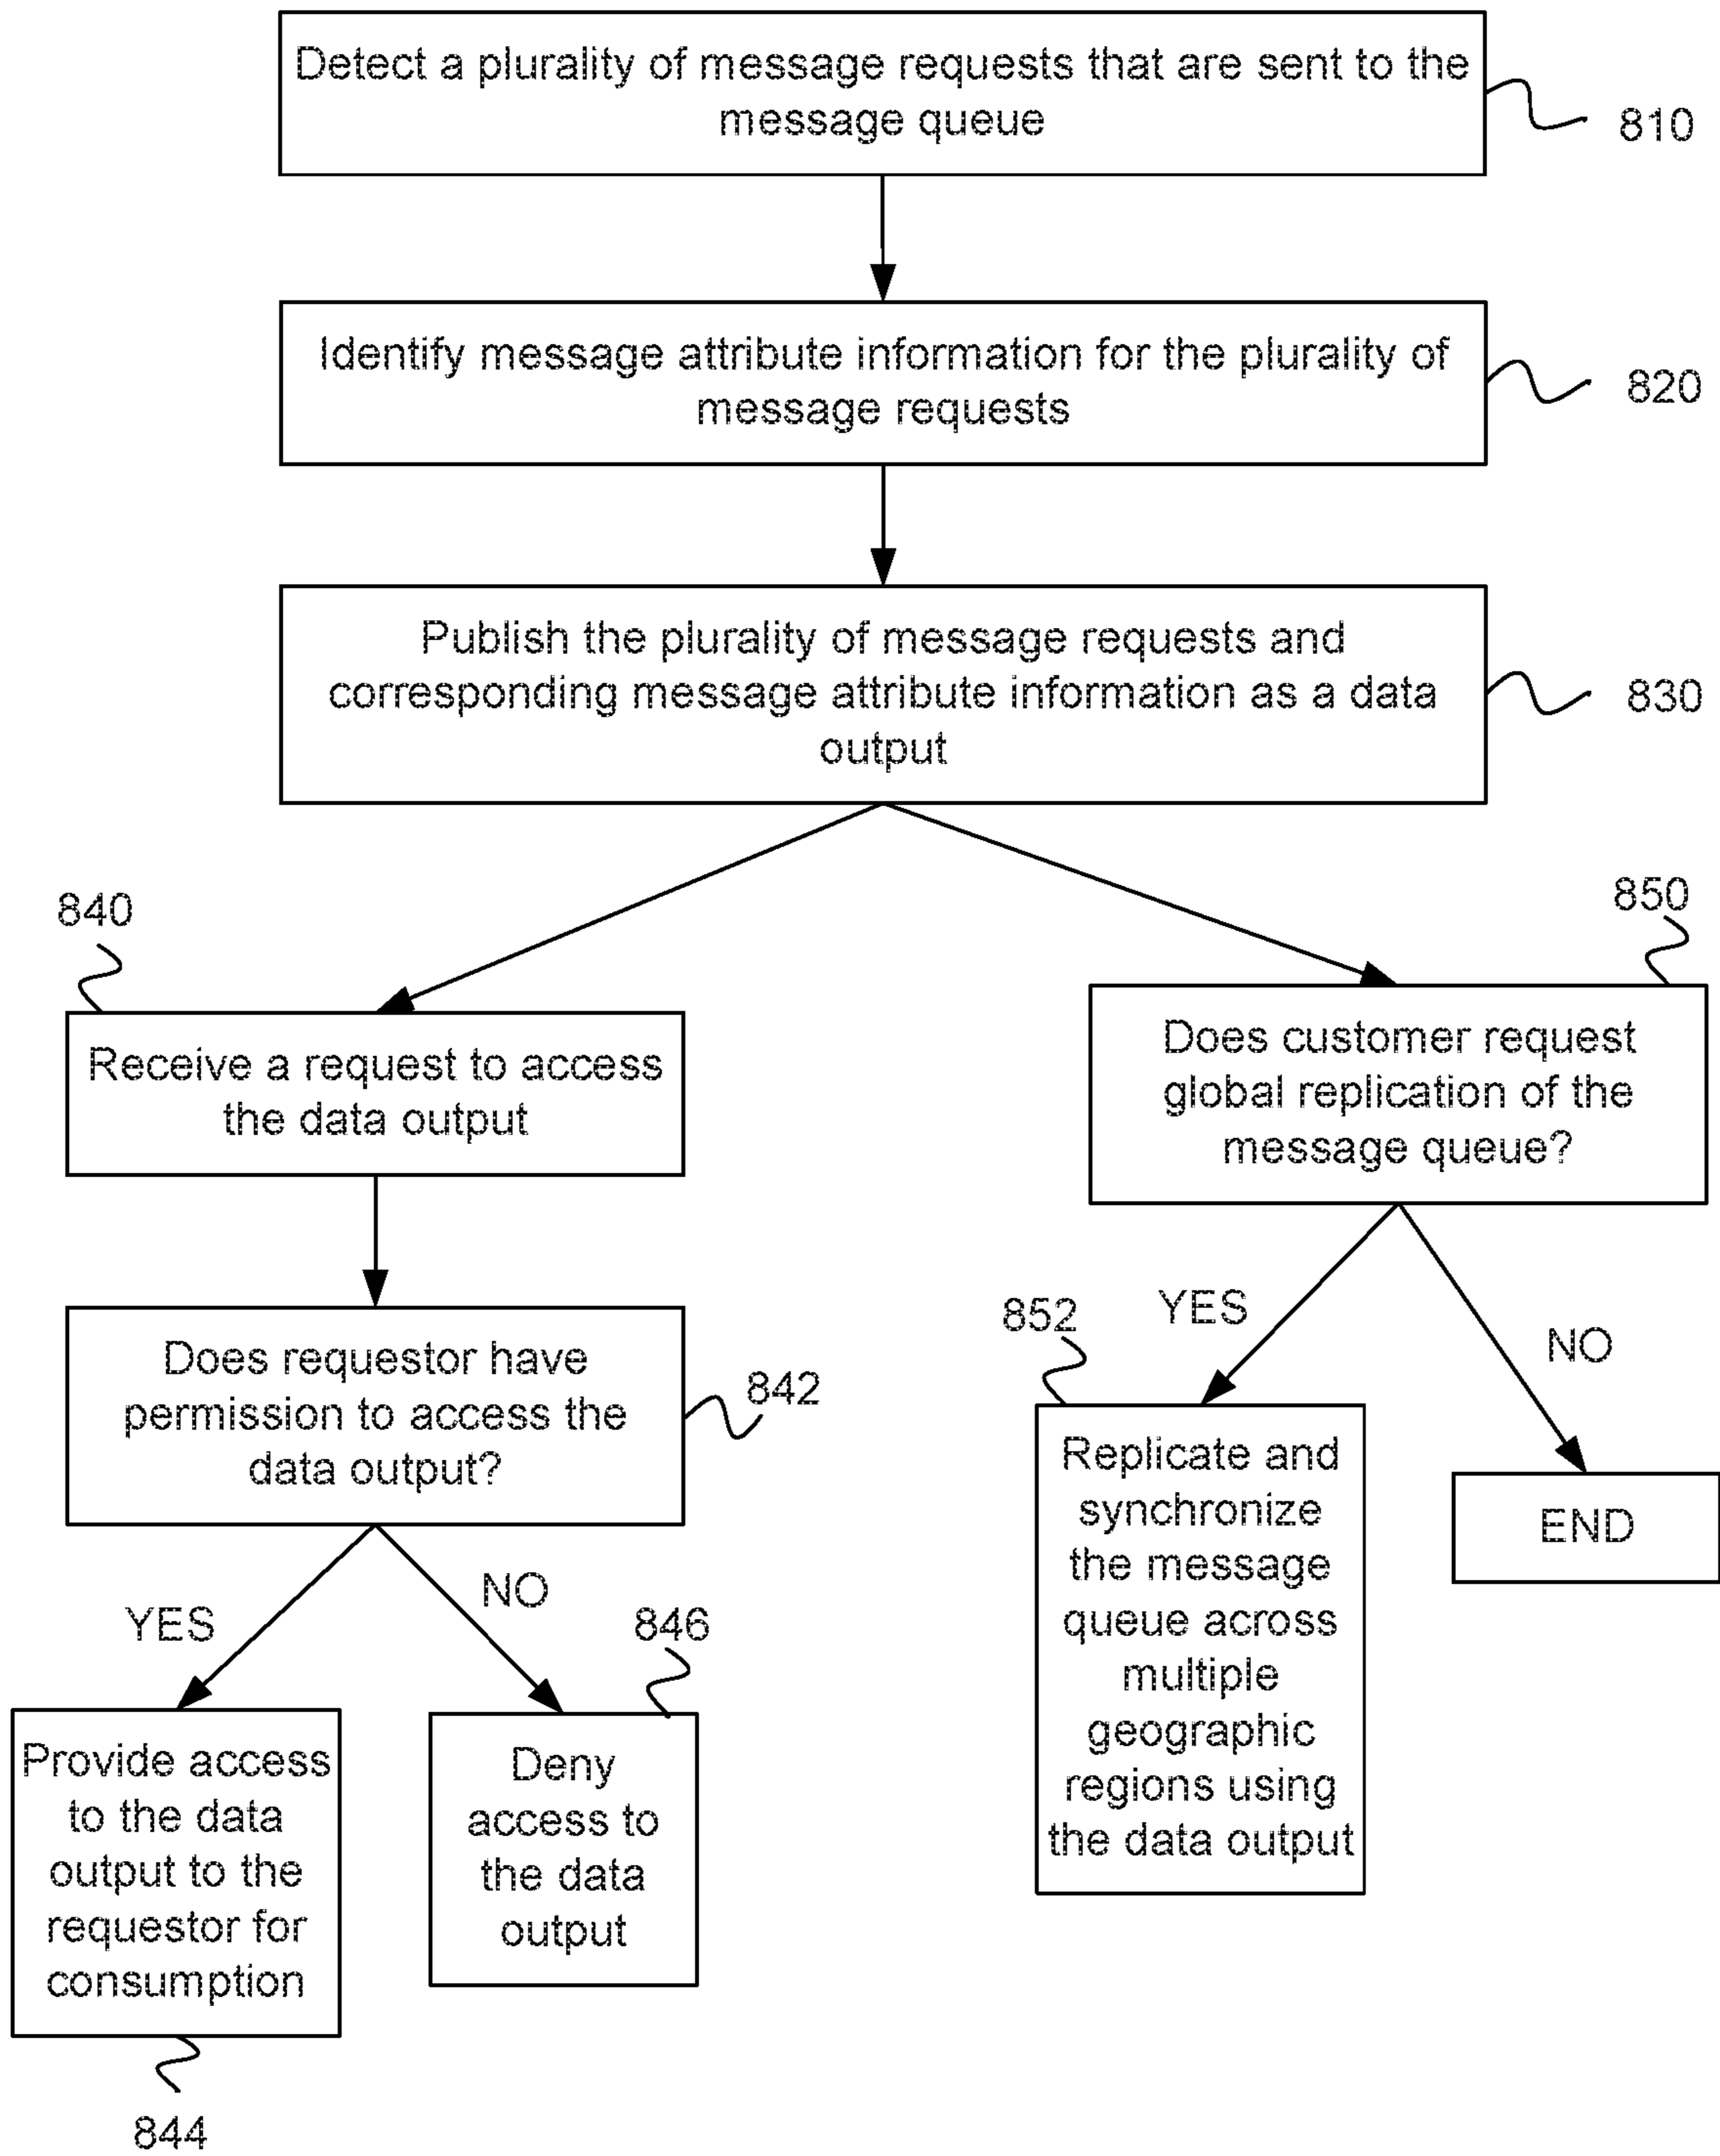 Detect a plurality of message requests that are sent to the
message queue
810
Identify message attribute information for the plurality of
message requests
820
Publish the plurality of message requests and
corresponding message attribute information as a data
output
830
840
Receive a request to access
the data output
850
Does customer request
global replication of the
message queue?
Does requestor have
permission to access the
data output?
842
852
YES
NO
Replicate and
synchronize
the message
queue across
multiple
geographic
regions using
the data output
END
YES
NO
846
Provide access
to the data
output to the
requestor for
consumption
Deny
access to
the data
output
844